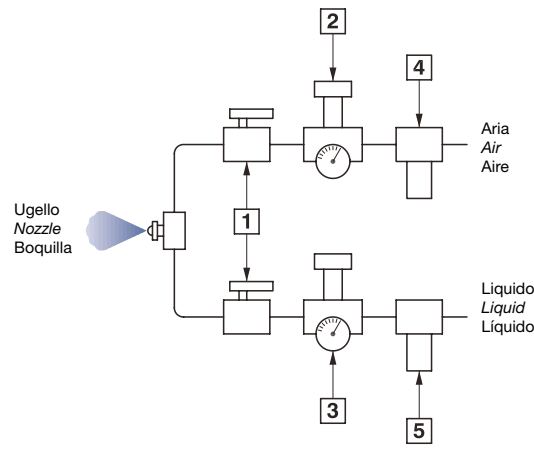 2
4
Aria
Air
Aire
Ugello
Nozzle
Boquilla
1
Liquido
Liquid
Líquido
3
5